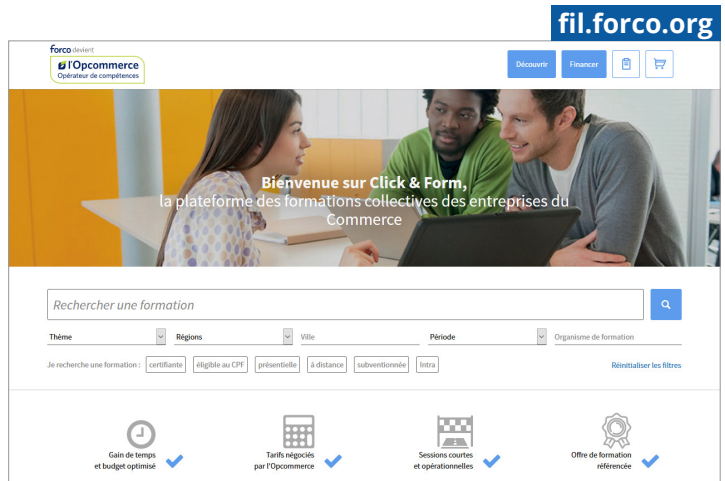 fil.forco.org
forco devient
l'Opcommerce
Opérateur de compétences
Découvrir
Financer
Bienvenue sur Click & Form,
la plateforme des formations collectives des entreprises du
Commerce
Rechercher une formation
Thème
Régions
Ville
Période
Organisme de formation
Je recherche une formation :
certifiante
éligible au CPF
présentielle
à distance
subventionnée
Intra
Réinitialiser les filtres
Gain de temps
et budget optimisé
Tarifs négociés
par l'Opcommerce
Sessions courtes
et opérationnelles
Offre de formation
référencée